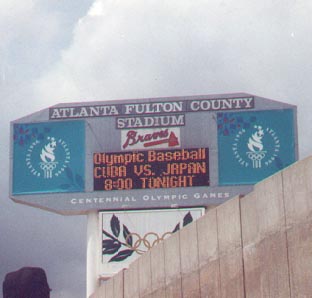 ATLANTA FULTON COUNTY
STADIUM
Braves
Olympic Baseball
CUBA VS. JAPAN
8:00 TONIGHT
CENTENNIAL OLYMPIC GAMES